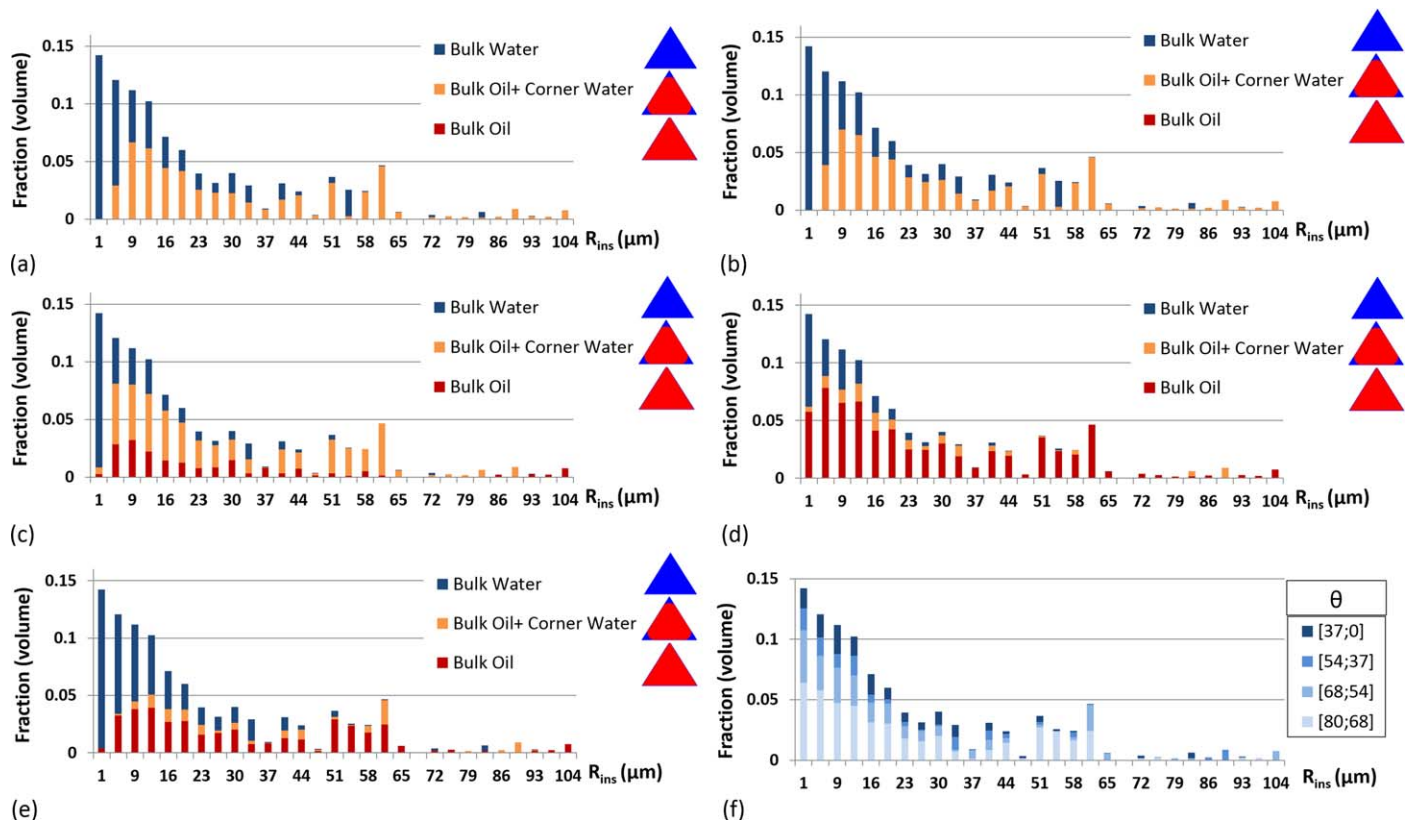 (a)
Fraction (volume)
0.15
0.1
0.05
0
Bulk Water
Bulk Oil+ Corner Water
Bulk Oil
1 9 16 23 30 37 44 51 58 65 72 79 86 93 104 Rins (µm)
(b)
Fraction (volume)
0.15
0.1
0.05
0
Bulk Water
Bulk Oil+ Corner Water
Bulk Oil
1 9 16 23 30 37 44 51 58 65 72 79 86 93 104 Rins (µm)
(c)
Fraction (volume)
0.15
0.1
0.05
0
Bulk Water
Bulk Oil+ Corner Water
Bulk Oil
1 9 16 23 30 37 44 51 58 65 72 79 86 93 104 Rins (µm)
(d)
Fraction (volume)
0.15
0.1
0.05
0
Bulk Water
Bulk Oil+ Corner Water
Bulk Oil
1 9 16 23 30 37 44 51 58 65 72 79 86 93 104 Rins (µm)
(e)
Fraction (volume)
0.15
0.1
0.05
0
Bulk Water
Bulk Oil+ Corner Water
Bulk Oil
1 9 16 23 30 37 44 51 58 65 72 79 86 93 104 Rins (µm)
(f)
Fraction (volume)
0.15
0.1
0.05
0
θ
[37;0]
[54;37]
[68;54]
[80;68]
1 9 16 23 30 37 44 51 58 65 72 79 86 93 104 Rins (µm)